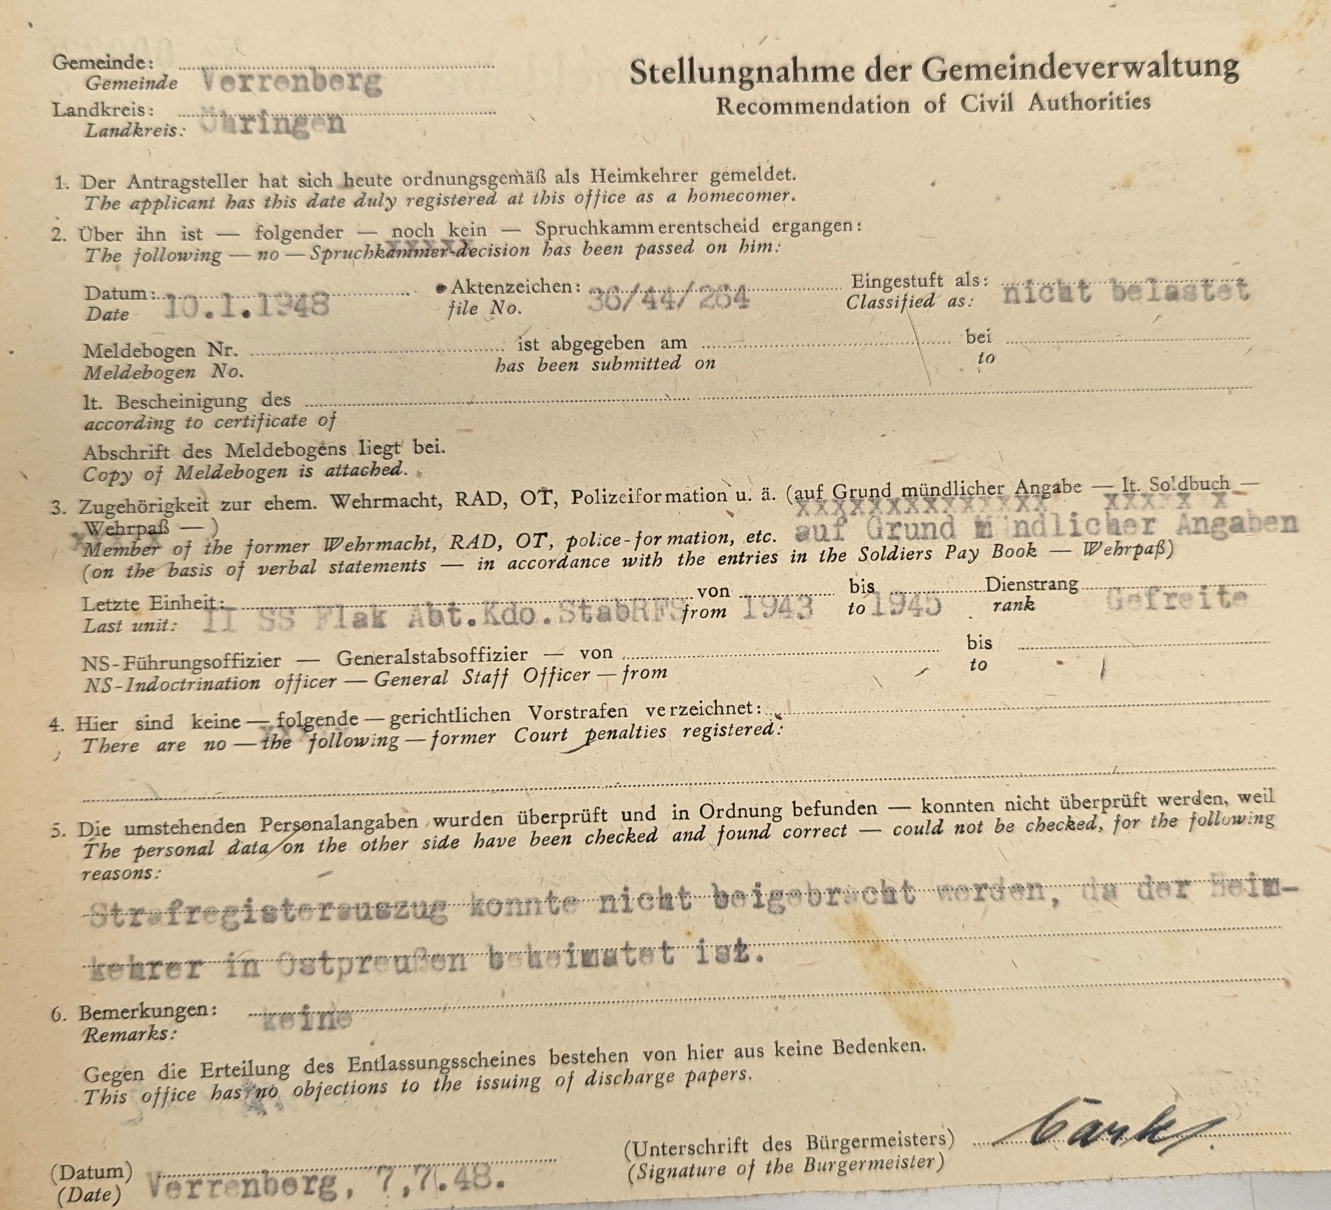 Gemeinde:
Gemeinde Verrenberg
Stellungnahme der Gemeindeverwaltung
Recommendation of Civil Authorities
Landkreis:
Landkreis: Öhringen
1. Der Antragsteller hat sich heute ordnungsgemäß als Heimkehrer gemeldet.
The applicant has this date duly registered at this office as a homecomer.
2. Über ihn ist — folgender — noch kein — Spruchkammerentscheid ergangen:
The following — no — Spruchkammer-decision has been passed on him:
Datum: 10.1.1948 Aktenzeichen: 36/44/264 Eingestuft als: nicht belastet
Date file No. Classified as:
Meldebogen Nr. ist abgegeben am bei
Meldebogen No. has been submitted on to
lt. Bescheinigung des
according to certificate of
Abschrift des Meldebogens liegt bei.
Copy of Meldebogen is attached.
3. Zugehörigkeit zur ehem. Wehrmacht, RAD, OT, Polizeiformation u. ä. (auf Grund mündlicher Angabe — lt. Soldbuch —
Wehrpaß — )
auf Grund mündlicher Angaben
Member of the former Wehrmacht, RAD, OT, police-formation, etc.
(on the basis of verbal statements — in accordance with the entries in the Soldiers Pay Book — Wehrpaß)
Letzte Einheit: von bis Dienstrang
Last unit: 11 SS Flak Abt.Kdo.StabRFS from 1943 to 1945 rank Gefreite
NS-Führungsoffizier — Generalstabsoffizier — von bis
NS-Indoctrination officer — General Staff Officer — from to
4. Hier sind keine — folgende — gerichtlichen Vorstrafen verzeichnet:
There are no — the following — former Court penalties registered:
5. Die umstehenden Personalangaben wurden überprüft und in Ordnung befunden — konnten nicht überprüft werden, weil
The personal data on the other side have been checked and found correct — could not be checked, for the following
reasons:
Strafregisterauszug konnte nicht beigebracht werden, da der Heim-
kehrer in Ostpreußen beheimatet ist.
6. Bemerkungen: keine
Remarks:
Gegen die Erteilung des Entlassungsscheines bestehen von hier aus keine Bedenken.
This office has no objections to the issuing of discharge papers.
(Unterschrift des Bürgermeisters)
(Signature of the Burgermeister)
(Datum)
(Date) Verrenberg, 7,7.48.